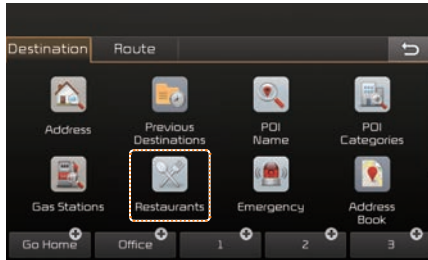 Destination Route
Address
Previous
Destinations
POI
Name
POI
Categories
Gas Stations
Restaurants
Emergency
Address
Book
Go Home Office 1 2 3